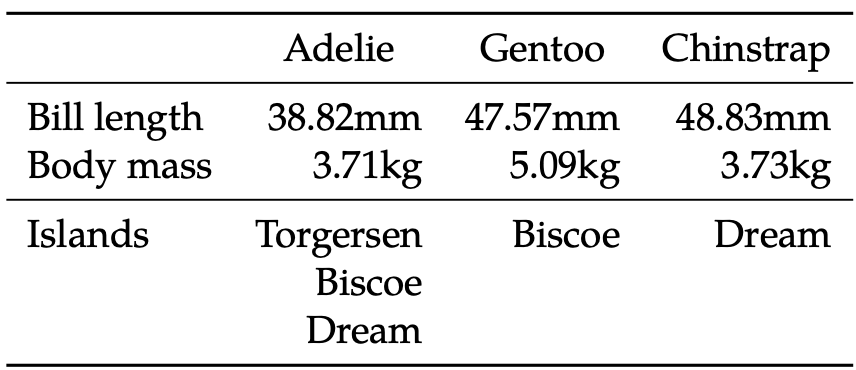 Adelie Gentoo Chinstrap
Bill length 38.82mm 47.57mm 48.83mm
Body mass 3.71kg 5.09kg 3.73kg
Islands Torgersen Biscoe Dream
Biscoe
Dream